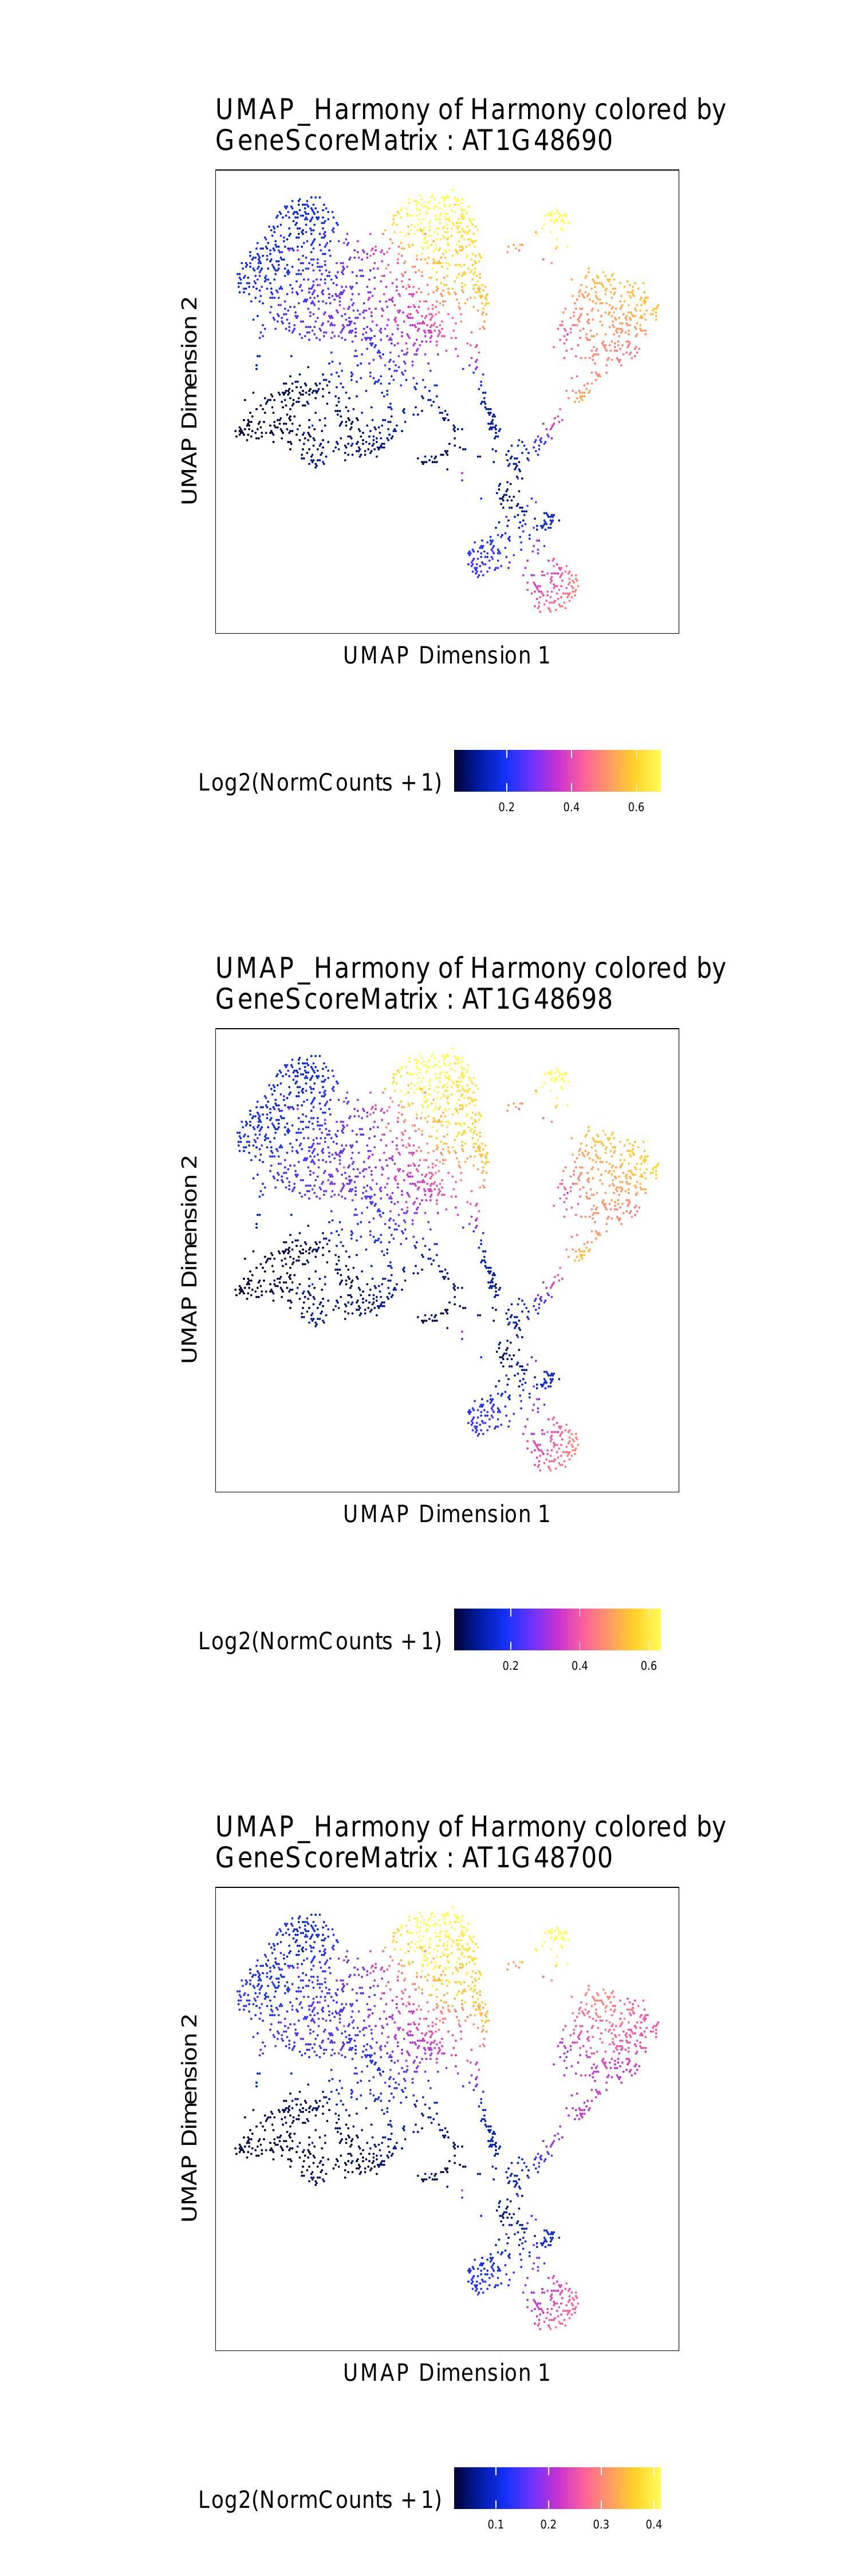 UMAP_Harmony of Harmony colored by
GeneScoreMatrix : AT1G48690
UMAP Dimension 2
UMAP Dimension 1
Log2(NormCounts + 1)
0.2 0.4 0.6
UMAP_Harmony of Harmony colored by
GeneScoreMatrix : AT1G48698
UMAP Dimension 2
UMAP Dimension 1
Log2(NormCounts + 1)
0.2 0.4 0.6
UMAP_Harmony of Harmony colored by
GeneScoreMatrix : AT1G48700
UMAP Dimension 2
UMAP Dimension 1
Log2(NormCounts + 1)
0.1 0.2 0.3 0.4